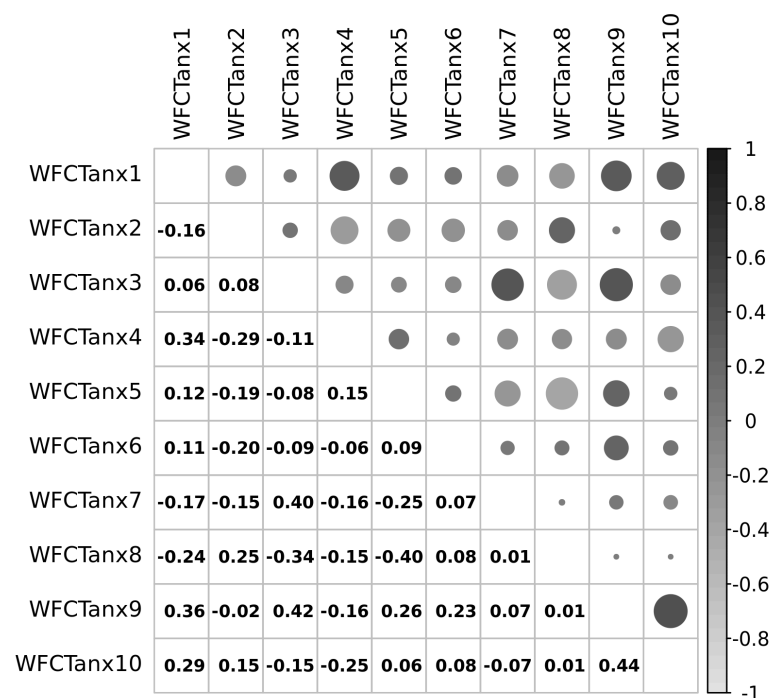 WFCTanx1 WFCTanx2 WFCTanx3 WFCTanx4 WFCTanx5 WFCTanx6 WFCTanx7 WFCTanx8 WFCTanx9 WFCTanx10
WFCTanx1
WFCTanx2 -0.16
WFCTanx3 0.06 0.08
WFCTanx4 0.34 -0.29 -0.11
WFCTanx5 0.12 -0.19 -0.08 0.15
WFCTanx6 0.11 -0.20 -0.09 -0.06 0.09
WFCTanx7 -0.17 -0.15 0.40 -0.16 -0.25 0.07
WFCTanx8 -0.24 0.25 -0.34 -0.15 -0.40 0.08 0.01
WFCTanx9 0.36 -0.02 0.42 -0.16 0.26 0.23 0.07 0.01
WFCTanx10 0.29 0.15 -0.15 -0.25 0.06 0.08 -0.07 0.01 0.44
1
0.8
0.6
0.4
0.2
0
-0.2
-0.4
-0.6
-0.8
-1